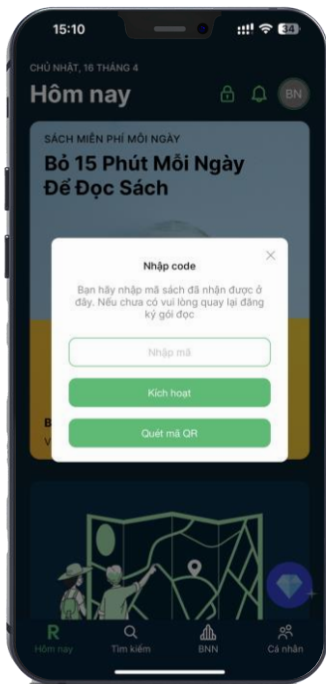 15:10
34
CHỦ NHẬT, 16 THÁNG 4
Hôm nay
BN
SÁCH MIỄN PHÍ MỖI NGÀY
Bỏ 15 Phút Mỗi Ngày
Để Đọc Sách
Nhập code
Bạn hãy nhập mã sách đã nhận được ở
đây. Nếu chưa có vui lòng quay lại đăng
ký gói đọc
Nhập mã
Kích hoạt
Quét mã QR
B
V
R
Hôm nay
Tìm kiếm
BNN
Cá nhân